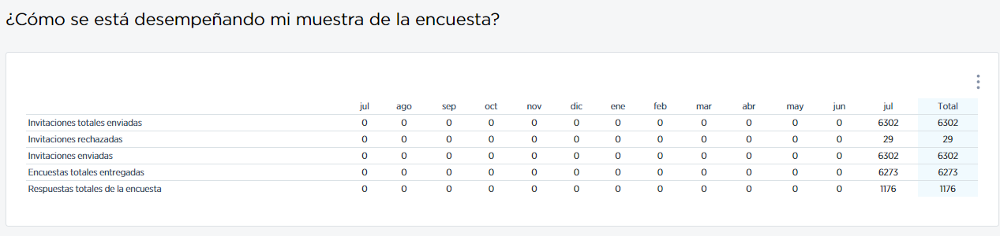 ¿Cómo se está desempeñando mi muestra de la encuesta?
jul ago sep oct nov dic ene feb mar abr may jun jul Total
Invitaciones totales enviadas 0 0 0 0 0 0 0 0 0 0 0 0 6302 6302
Invitaciones rechazadas 0 0 0 0 0 0 0 0 0 0 0 0 29 29
Invitaciones enviadas 0 0 0 0 0 0 0 0 0 0 0 0 6302 6302
Encuestas totales entregadas 0 0 0 0 0 0 0 0 0 0 0 0 6273 6273
Respuestas totales de la encuesta 0 0 0 0 0 0 0 0 0 0 0 0 1176 1176